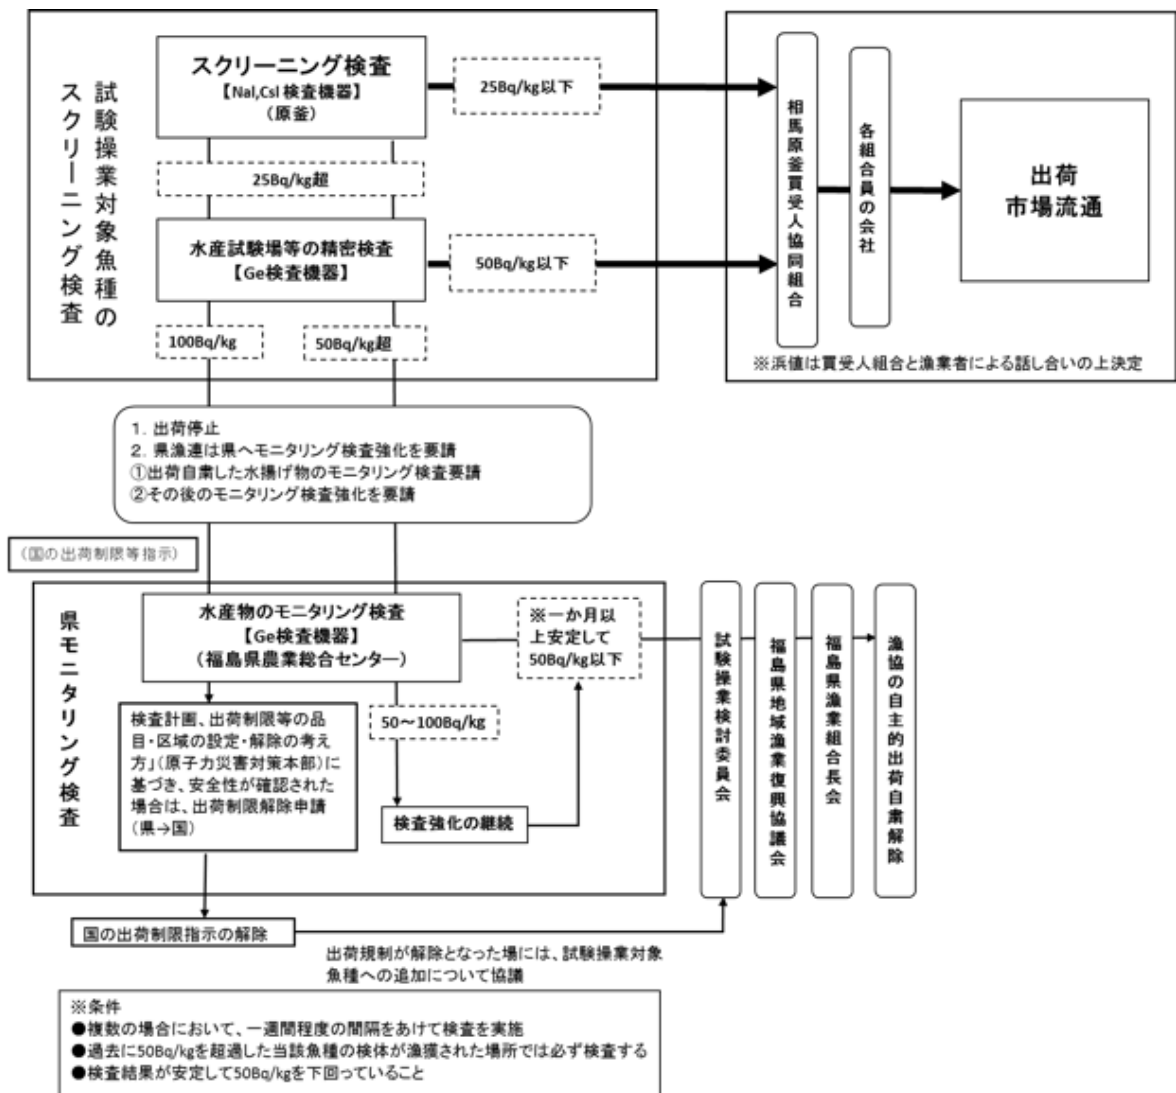 試験操業対象魚種の
スクリーニング検査
スクリーニング検査
【NaI,CsI 検査機器】
(原釜)
25Bq/kg以下
25Bq/kg超
水産試験場等の精密検査
【Ge検査機器】
50Bq/kg以下
100Bq/kg
50Bq/kg超
相馬原釜買受人協同組合
各組合員の会社
出荷
市場流通
※浜値は買受人組合と漁業者による話し合いの上決定
1. 出荷停止
2. 県漁連は県へモニタリング検査強化を要請
①出荷自粛した水揚げ物のモニタリング検査要請
②その後のモニタリング検査強化を要請
(国の出荷制限等指示)
県モニタリング検査
水産物のモニタリング検査
【Ge検査機器】
(福島県農業総合センター)
※一か月以
上安定して
50Bq/kg以下
検査計画、出荷制限等の品
目・区域の設定・解除の考え
方」(原子力災害対策本部)に
基づき、安全性が確認された
場合は、出荷制限解除申請
(県→国)
50～100Bq/kg
検査強化の継続
試験操業検討委員会
福島県地域漁業復興協議会
福島県漁業組合長会
漁協の自主的出荷自粛解除
国の出荷制限指示の解除
出荷規制が解除となった場には、試験操業対象
魚種への追加について協議
※条件
●複数の場合において、一週間程度の間隔をあけて検査を実施
●過去に50Bq/kgを超過した当該魚種の検体が漁獲された場所では必ず検査する
●検査結果が安定して50Bq/kgを下回っていること